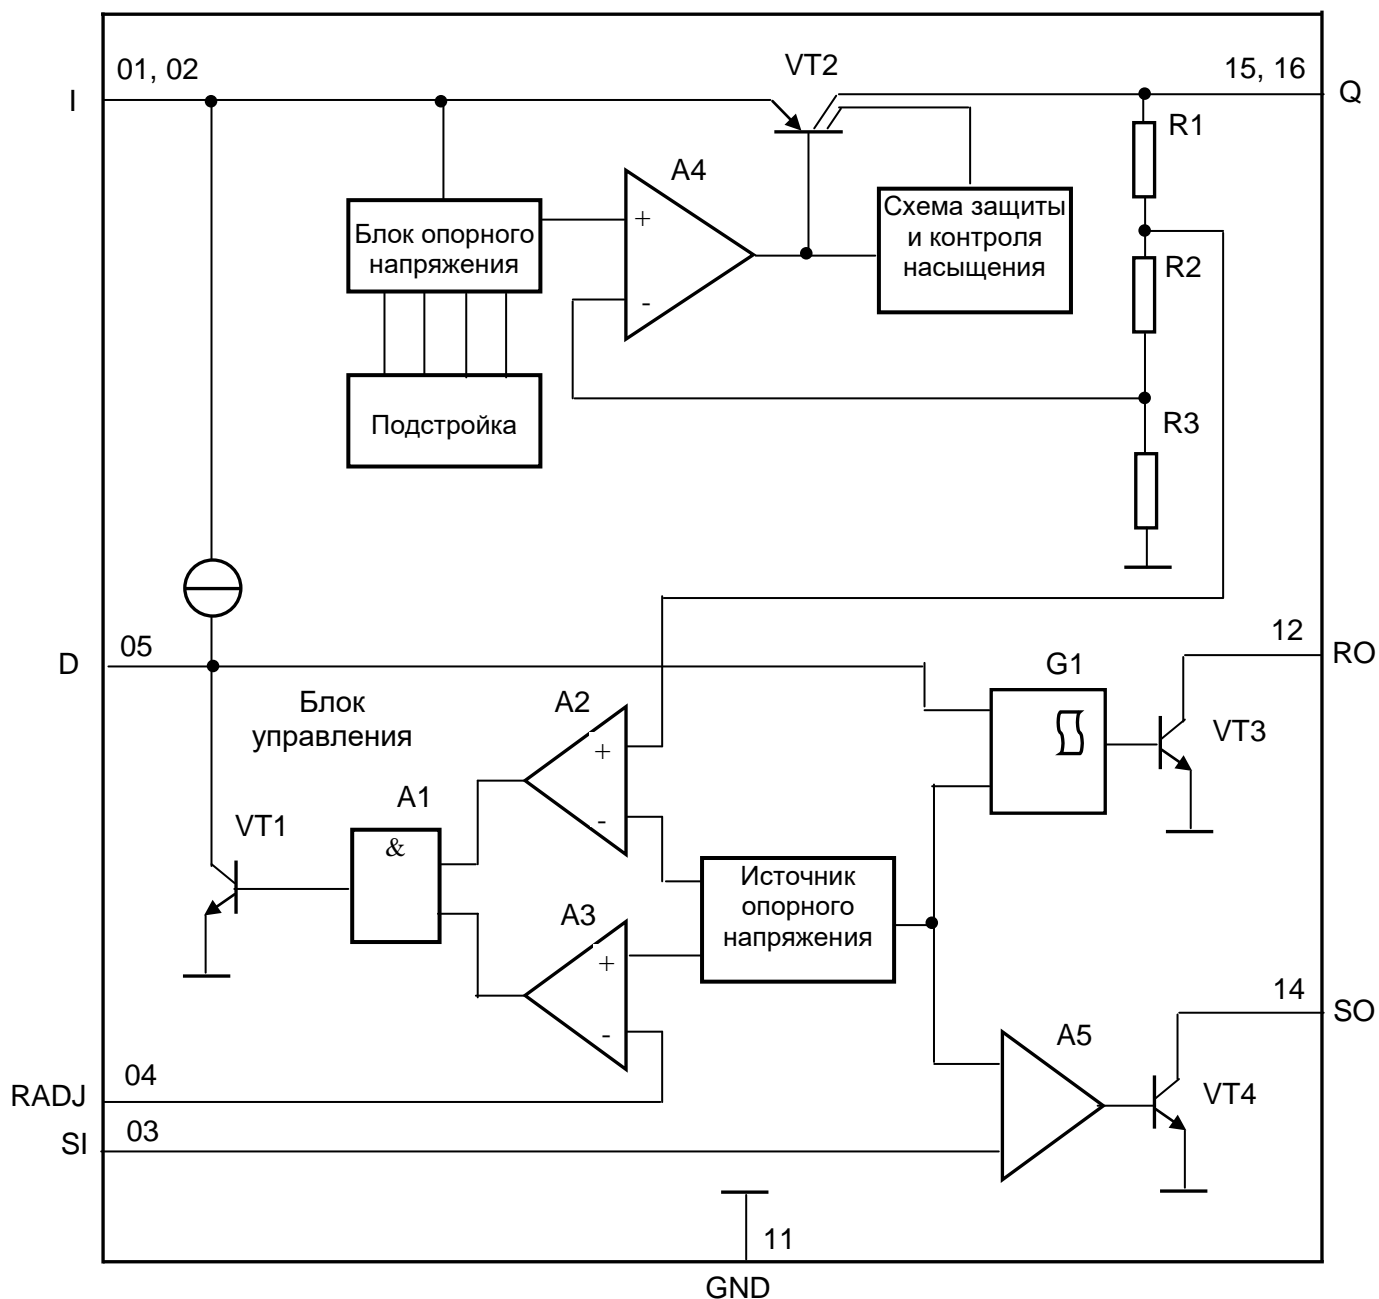 01, 02
VT2
15, 16
I
Q
R1
A4
Схема защиты
и контроля
насыщения
+
Блок опорного
напряжения
R2
-
Подстройка
R3
05
12
D
RO
G1
Блок
управления
A2
+
VT3
A1
&
VT1
-
Источник
опорного
напряжения
A3
+
14
SO
-
A5
04
RADJ
VT4
03
SI
11
GND